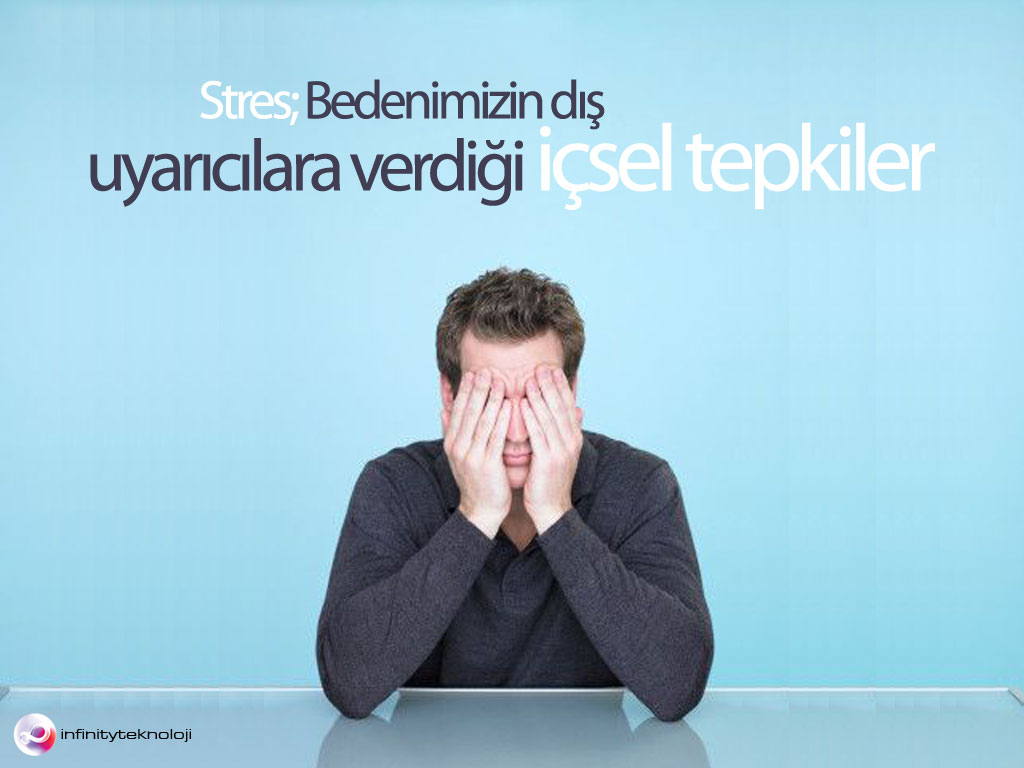 Stres; Bedenimizin dış
uyarıcılara verdiği içsel tepkiler
infinityteknoloji